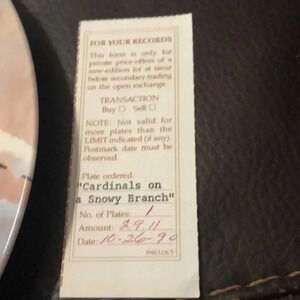 FOR YOUR RECORDS
This form is only for
private prior-offers of a
new-edition lot at issue
before secondary trading
on the open exchange.
TRANSACTION
Buy ☐ Sell ☐
NOTE: Not valid for
more plates than the
LIMIT indicated (if any).
Postmark date must be
observed.
Plate ordered:
"Cardinals on
a Snowy Branch"
No. of Plates: 1
Amount: 29.11
Date: 10-26-90